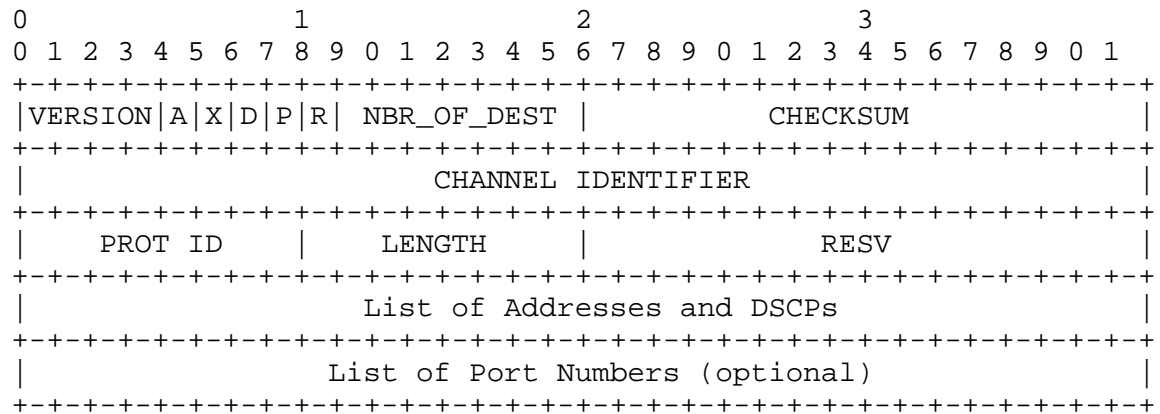 0                   1                   2                   3
0 1 2 3 4 5 6 7 8 9 0 1 2 3 4 5 6 7 8 9 0 1 2 3 4 5 6 7 8 9 0 1
+-+-+-+-+-+-+-+-+-+-+-+-+-+-+-+-+-+-+-+-+-+-+-+-+-+-+-+-+-+-+-+-+
|VERSION|A|X|D|P|R| NBR_OF_DEST |          CHECKSUM             |
+-+-+-+-+-+-+-+-+-+-+-+-+-+-+-+-+-+-+-+-+-+-+-+-+-+-+-+-+-+-+-+-+
|                       CHANNEL IDENTIFIER                      |
+-+-+-+-+-+-+-+-+-+-+-+-+-+-+-+-+-+-+-+-+-+-+-+-+-+-+-+-+-+-+-+-+
|    PROT ID    |    LENGTH     |             RESV              |
+-+-+-+-+-+-+-+-+-+-+-+-+-+-+-+-+-+-+-+-+-+-+-+-+-+-+-+-+-+-+-+-+
|                   List of Addresses and DSCPs                 |
+-+-+-+-+-+-+-+-+-+-+-+-+-+-+-+-+-+-+-+-+-+-+-+-+-+-+-+-+-+-+-+-+
|                 List of Port Numbers (optional)               |
+-+-+-+-+-+-+-+-+-+-+-+-+-+-+-+-+-+-+-+-+-+-+-+-+-+-+-+-+-+-+-+-+